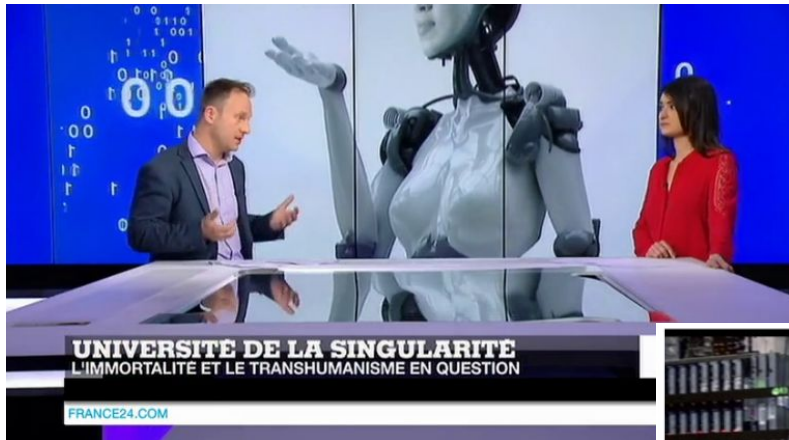 UNIVERSITÉ DE LA SINGULARITÉ
L'IMMORTALITÉ ET LE TRANSHUMANISME EN QUESTION
FRANCE24.COM